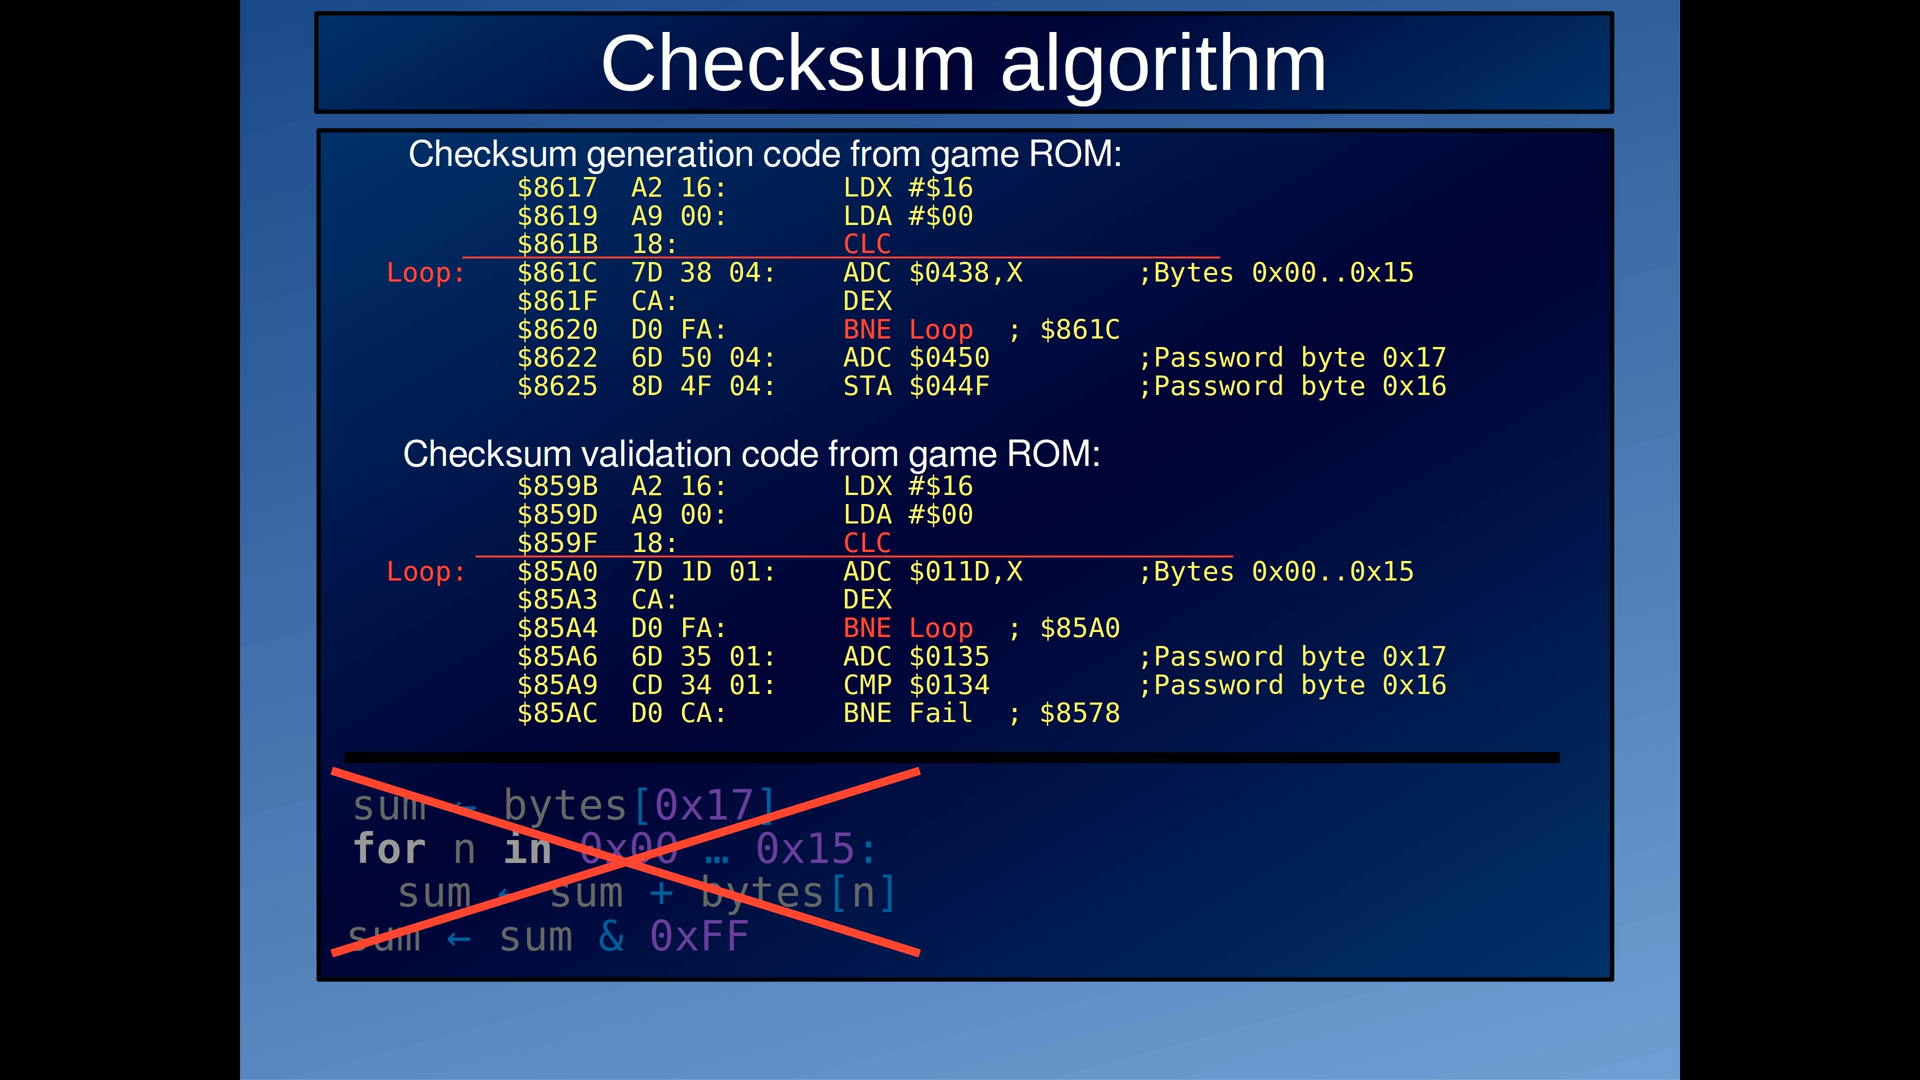 Checksum algorithm
Checksum generation code from game ROM:
$8617 A2 16: LDX #$16
$8619 A9 00: LDA #$00
$861B 18: CLC
Loop: $861C 7D 38 04: ADC $0438,X ;Bytes 0x00..0x15
$861F CA: DEX
$8620 D0 FA: BNE Loop ; $861C
$8622 6D 50 04: ADC $0450 ;Password byte 0x17
$8625 8D 4F 04: STA $044F ;Password byte 0x16
Checksum validation code from game ROM:
$859B A2 16: LDX #$16
$859D A9 00: LDA #$00
$859F 18: CLC
Loop: $85A0 7D 1D 01: ADC $011D,X ;Bytes 0x00..0x15
$85A3 CA: DEX
$85A4 D0 FA: BNE Loop ; $85A0
$85A6 6D 35 01: ADC $0135 ;Password byte 0x17
$85A9 CD 34 01: CMP $0134 ;Password byte 0x16
$85AC D0 CA: BNE Fail ; $8578
sum ← bytes[0x17]
for n in 0x00 … 0x15:
sum ← sum + bytes[n]
sum ← sum & 0xFF